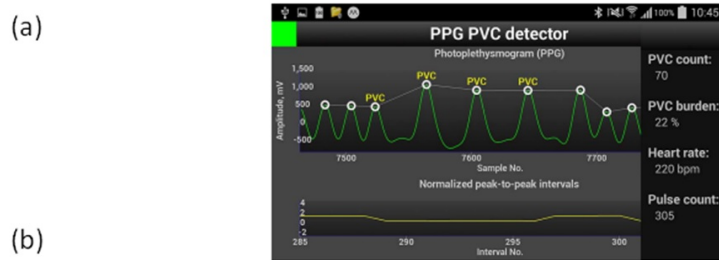 (a)
100% 10:45
PPG PVC detector
Photoplethysmogram (PPG)
Amplitude, mV
1,500
1,000
500
0
-500
PVC
PVC
PVC
PVC
7500
7600
7700
Sample No.
Normalized peak-to-peak intervals
4
2
0
-2
285
290
295
300
Interval No.
PVC count:
70
PVC burden:
22 %
Heart rate:
220 bpm
Pulse count:
305
(b)